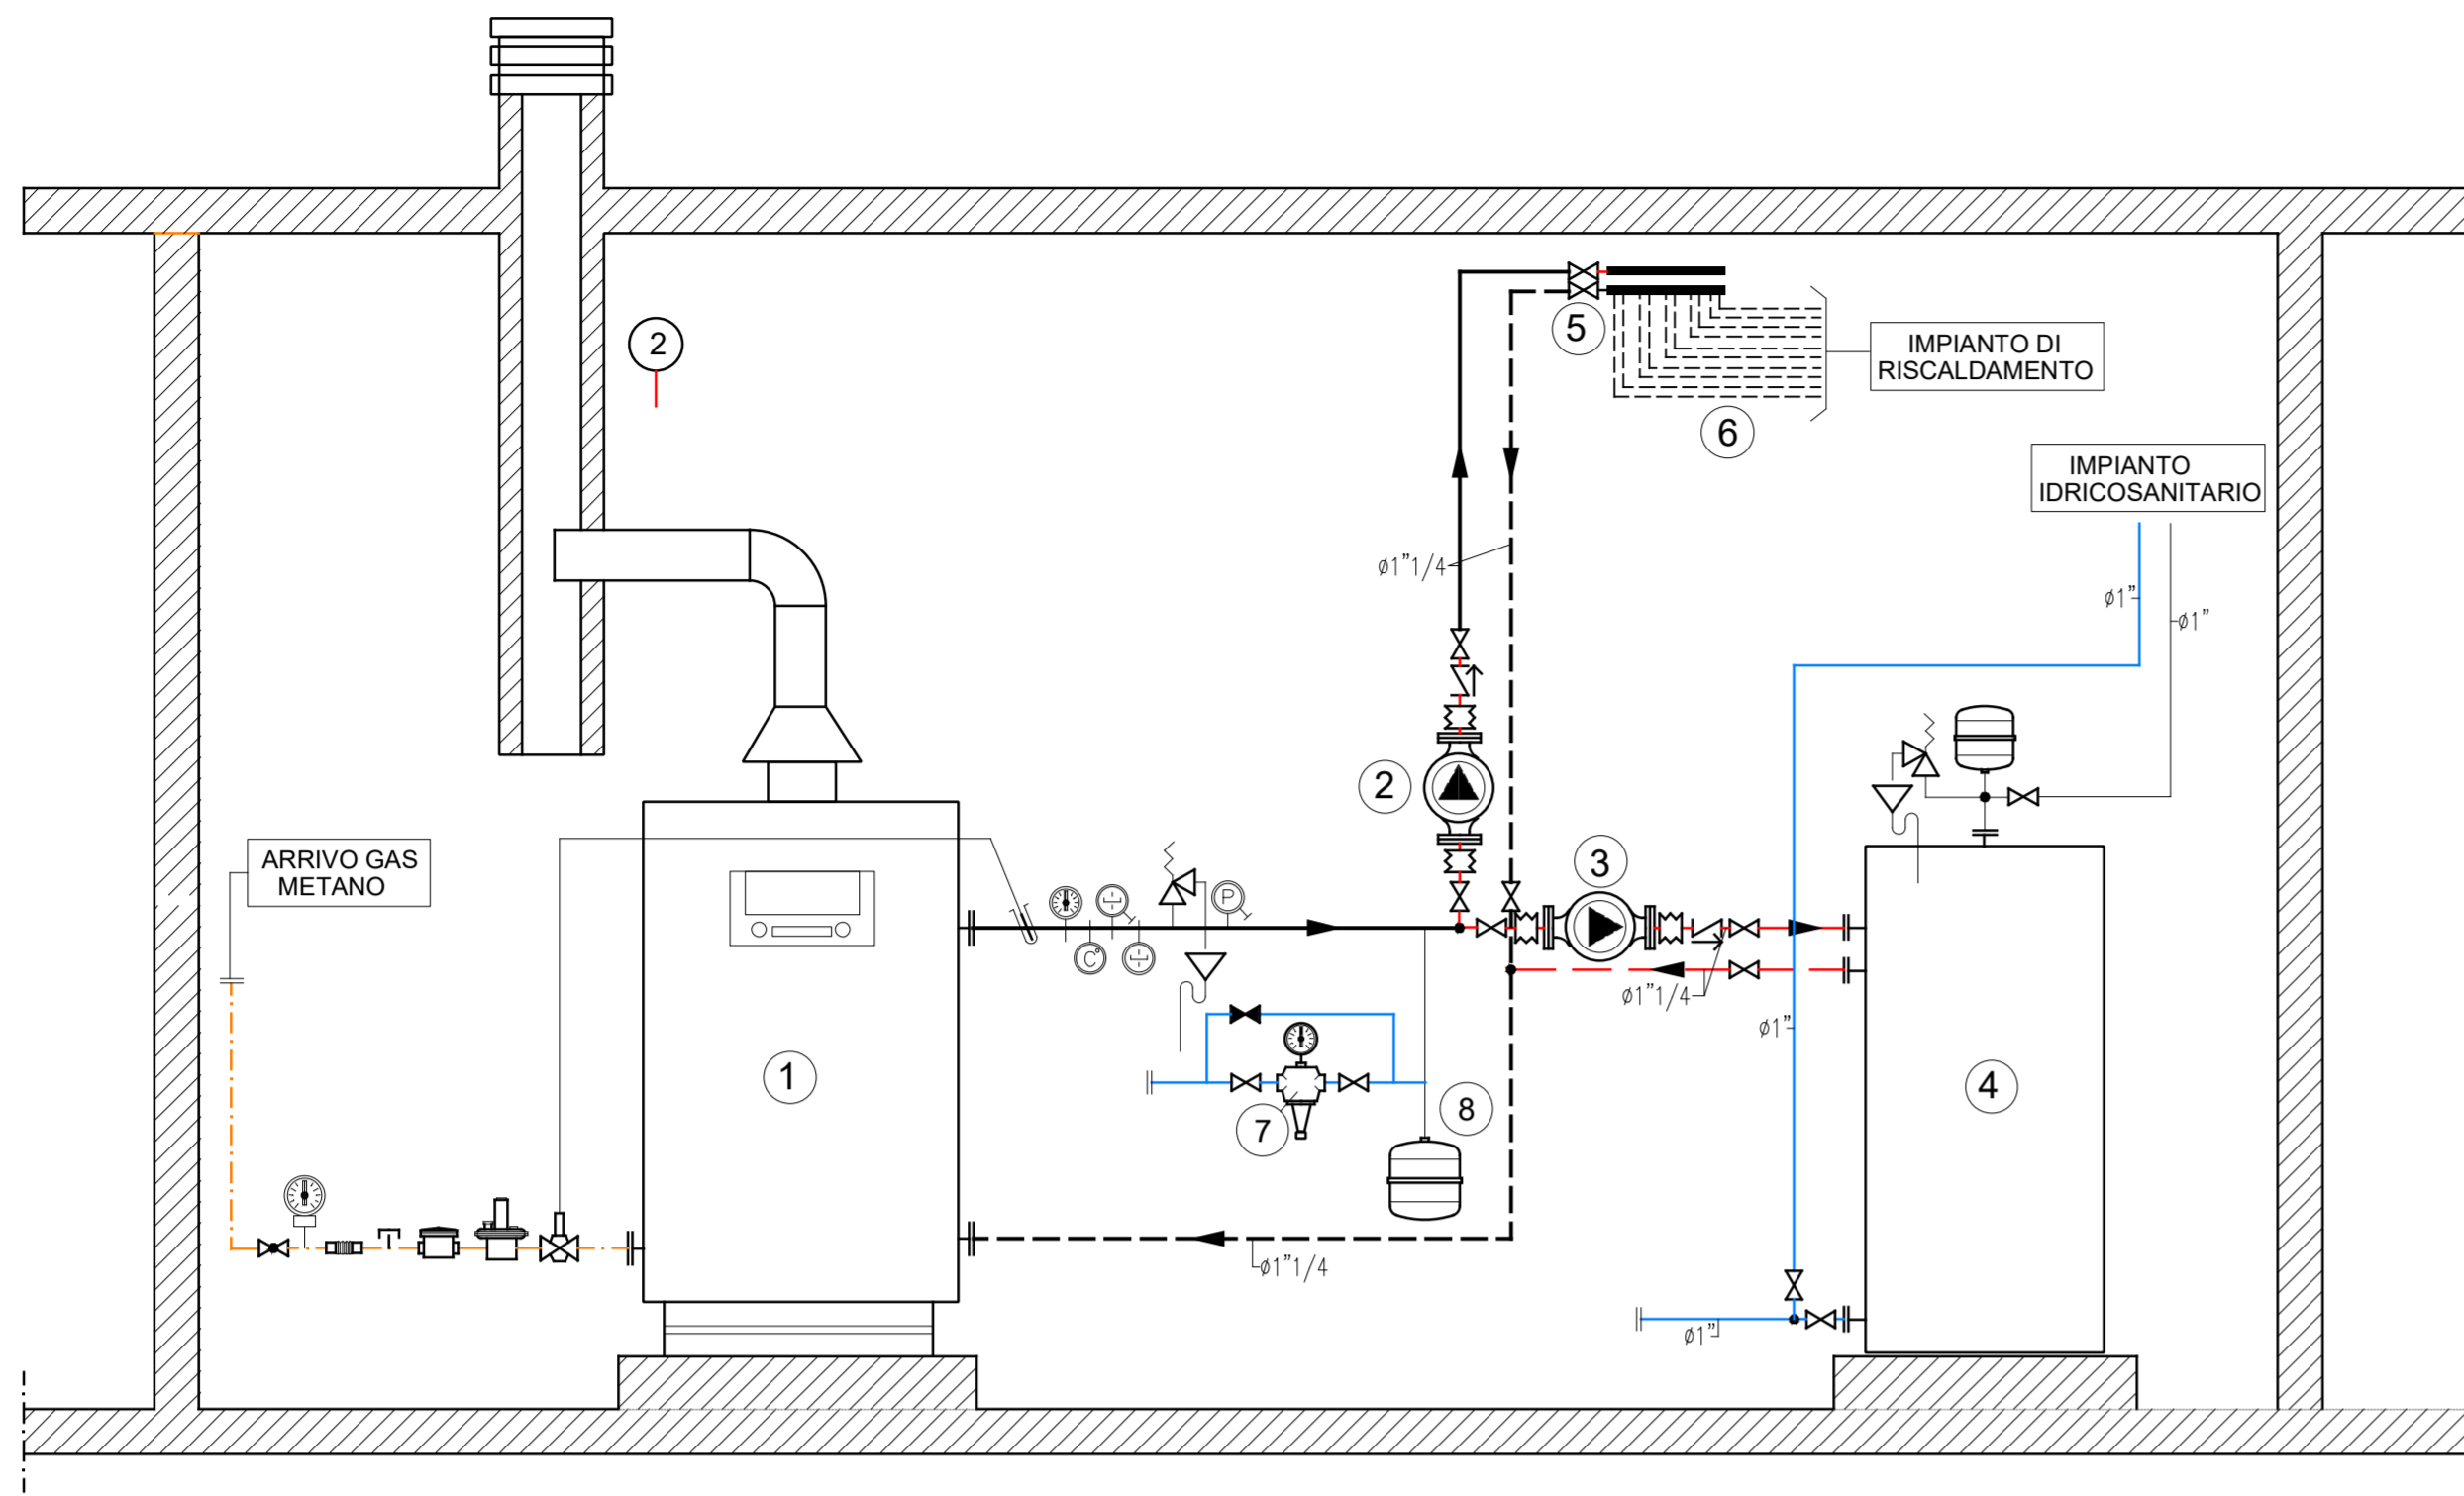 2
5
IMPIANTO DI
RISCALDAMENTO
6
IMPIANTO
IDRICOSANITARIO
ø1"1/4
ø1"
ø1"
2
3
ARRIVO GAS
METANO
P
C°
ø1"1/4
ø1"
1
4
8
7
ø1"1/4
ø1"